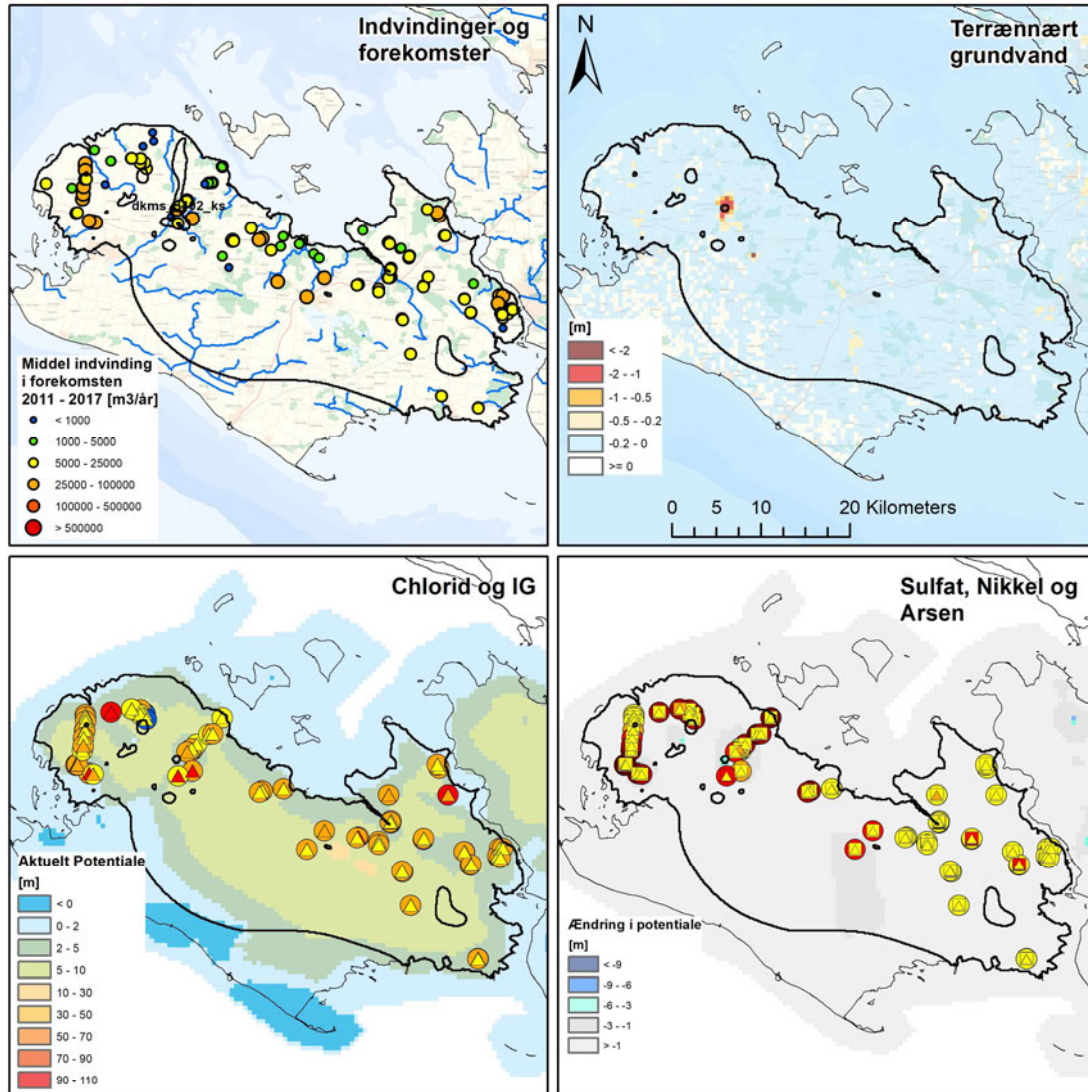 Indvindinger og
forekomster
dkms
02_ks
Middel indvinding
i forekomsten
2011 - 2017 [m3/år]
< 1000
1000 - 5000
5000 - 25000
25000 - 100000
100000 - 500000
> 500000
Terrænnært
grundvand
N
[m]
< -2
-2 - -1
-1 - -0.5
-0.5 - -0.2
-0.2 - 0
>= 0
0 5 10 20 Kilometers
Chlorid og IG
Aktuelt Potentiale
[m]
< 0
0 - 2
2 - 5
5 - 10
10 - 30
30 - 50
50 - 70
70 - 90
90 - 110
Sulfat, Nikkel og
Arsen
Ændring i potentiale
[m]
< -9
-9 - -6
-6 - -3
-3 - -1
> -1